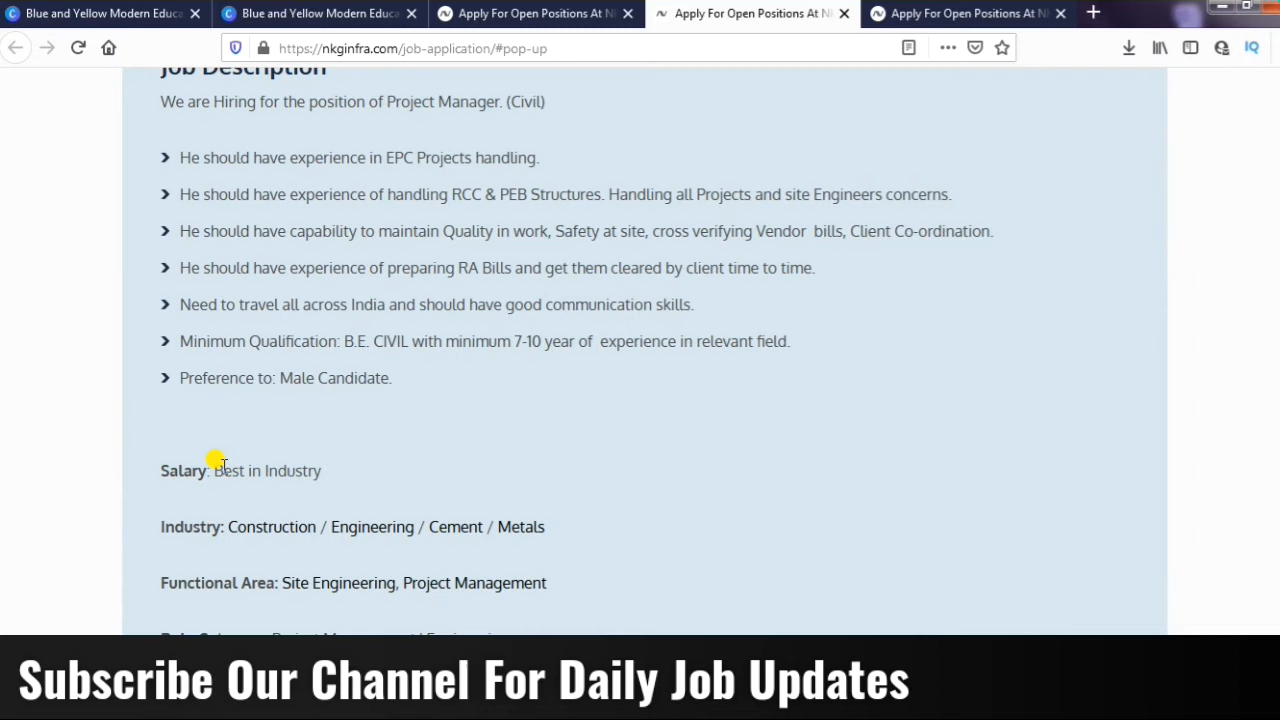 Blue and Yellow Modern Educa
Blue and Yellow Modern Educa
Apply For Open Positions At N
Apply For Open Positions At N
Apply For Open Positions At N
https://nkginfra.com/job-application/#pop-up
IQ
Job Description
We are Hiring for the position of Project Manager. (Civil)
He should have experience in EPC Projects handling.
He should have experience of handling RCC & PEB Structures. Handling all Projects and site Engineers concerns.
He should have capability to maintain Quality in work, Safety at site, cross verifying Vendor bills, Client Co-ordination.
He should have experience of preparing RA Bills and get them cleared by client time to time.
Need to travel all across India and should have good communication skills.
Minimum Qualification: B.E. CIVIL with minimum 7-10 year of experience in relevant field.
Preference to: Male Candidate.
Salary: Best in Industry
Industry: Construction / Engineering / Cement / Metals
Functional Area: Site Engineering, Project Management
Subscribe Our Channel For Daily Job Updates